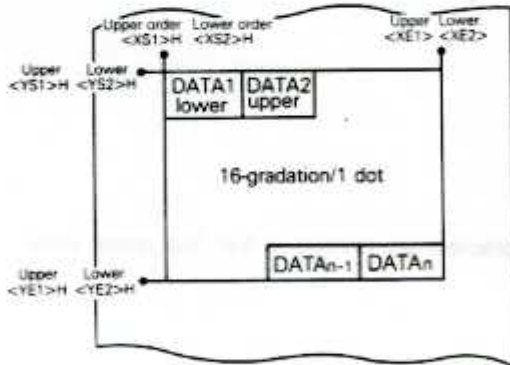 Upper order Lower order
<XS1>H <XS2>H
Upper Lower
<XE1> <XE2>
Upper Lower
<YS1>H <YS2>H
DATA1 DATA2
lower upper
16-gradation/1 dot
DATAn-1 DATAn
Upper Lower
<YE1>H <YE2>H